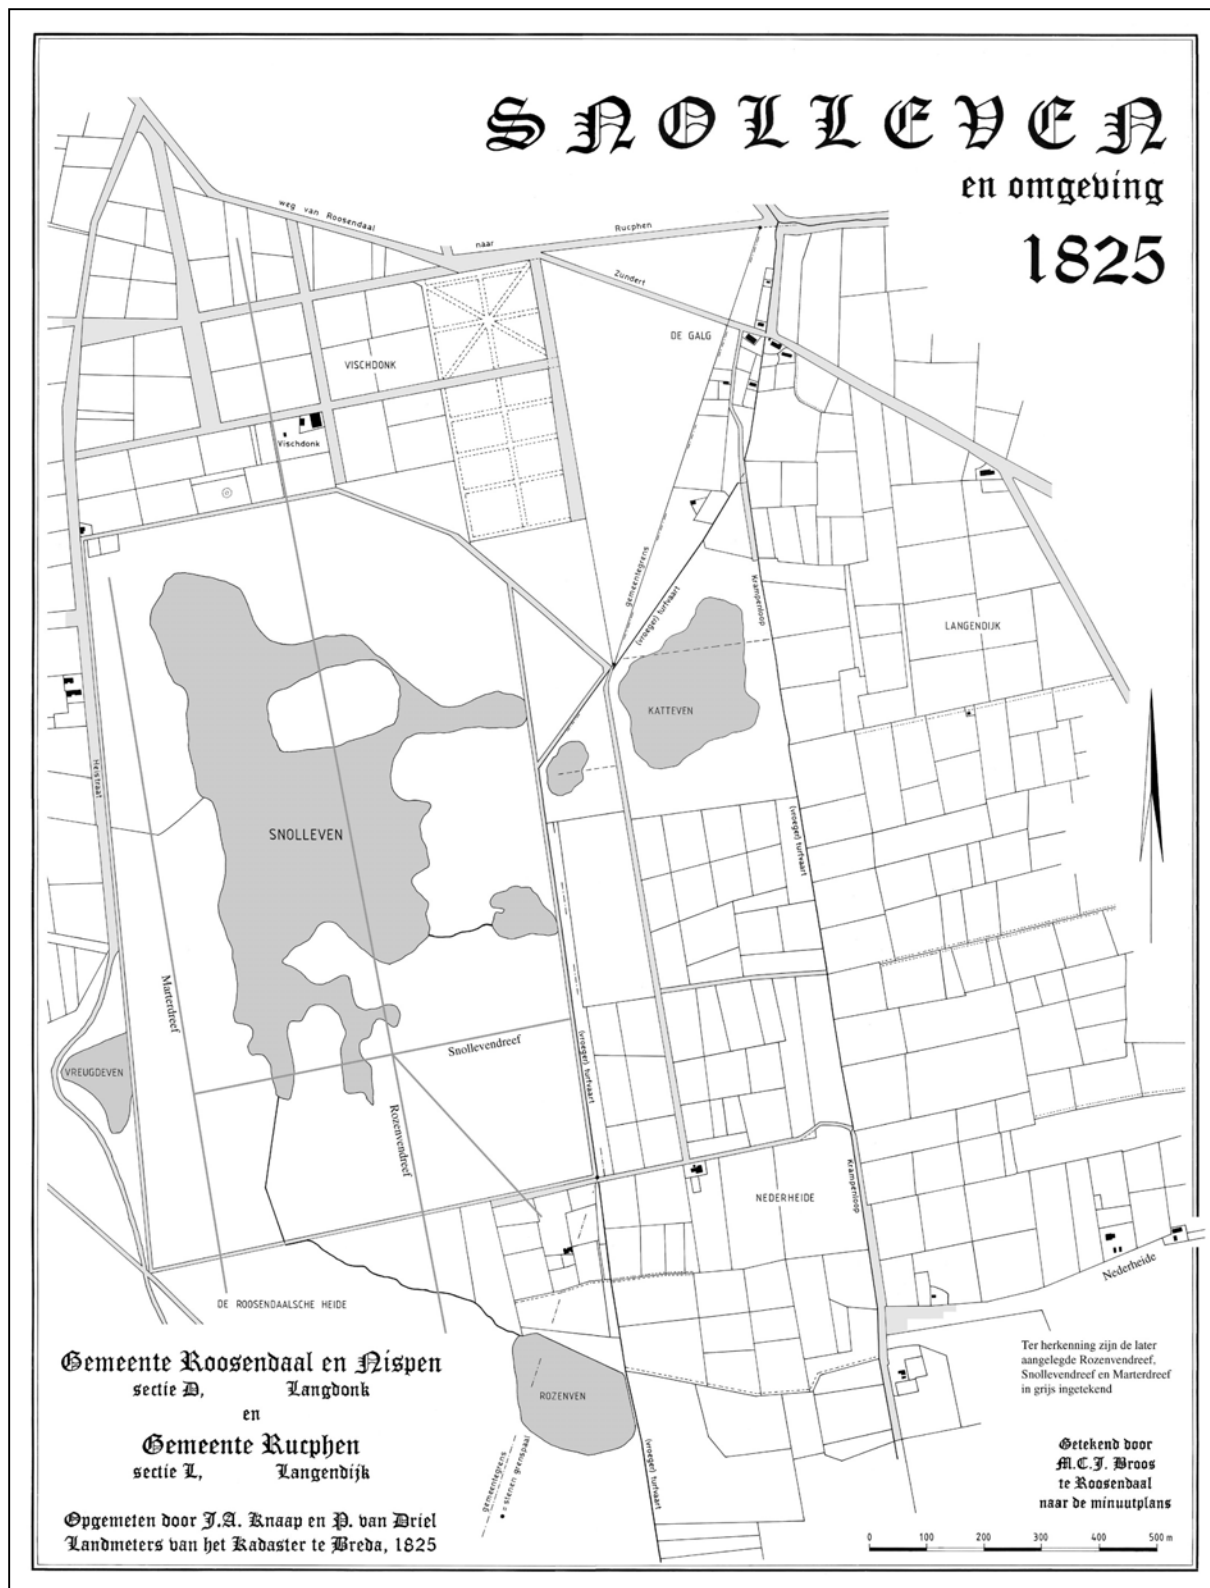 SNOLLEVEN
en omgeving
1825
weg van Roosendaal
naar
Rucphen
Zundert
DE GALG
VISCHDONK
Vischdonk
gemeentegrens
(vroeger) turfvaart
Krampenloop
LANGENDIJK
KATTEVEN
Heistraat
SNOLLEVEN
(vroeger) turfvaart
Marterdreef
Snollevendreef
(vroeger) turfvaart
VREUGDEVEN
Rozenvendreef
Krampenloop
NEDERHEIDE
Nederheide
DE ROOSENDAALSCHE HEIDE
ROZENVEN
gemeentegrens
• = stenen grenspaal
(vroeger) turfvaart
Gemeente Roosendaal en Nispen
sectie D, Langdonk
en
Gemeente Rucphen
sectie L, Langendijk
Opgemeten door J.A. Knaap en P. van Driel
Landmeters van het Kadaster te Breda, 1825
Ter herkenning zijn de later
aangelegde Rozenvendreef,
Snollevendreef en Marterdreef
in grijs ingetekend
Getekend door
M.C.J. Broos
te Roosendaal
naar de minuutplans
0 100 200 300 400 500 m